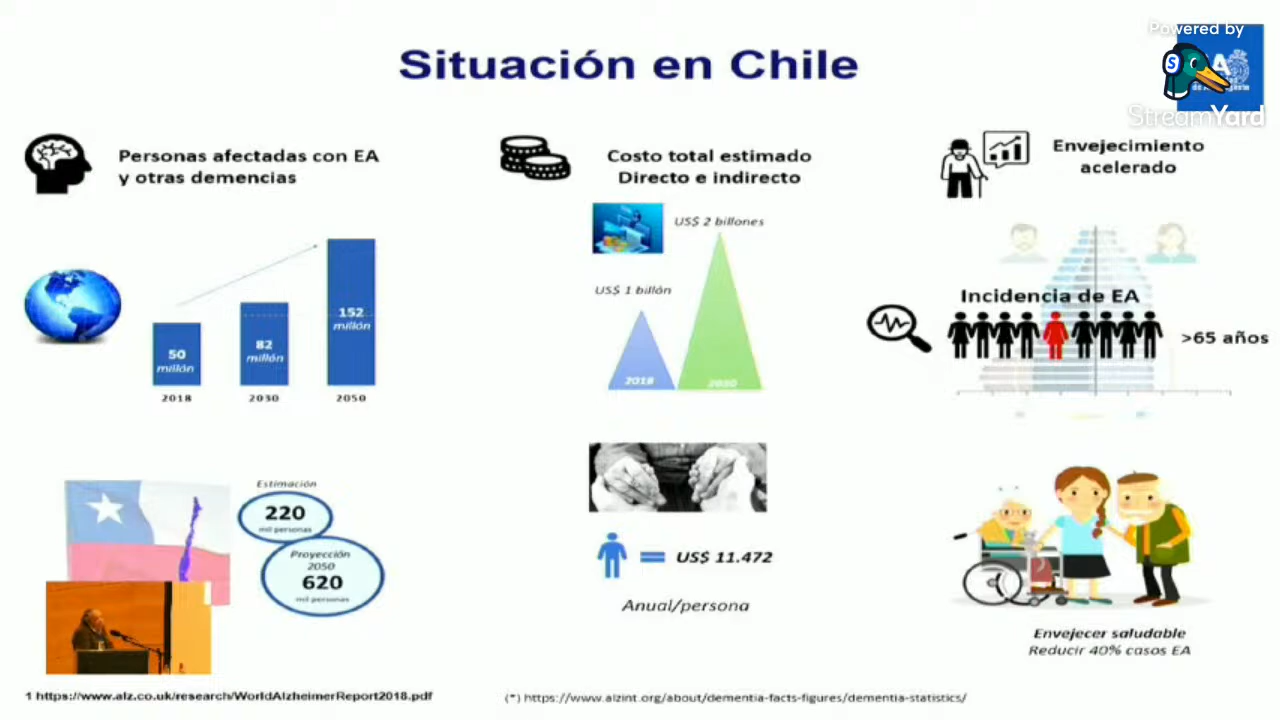 Powered by
StreamYard
Situación en Chile
Personas afectadas con EA
y otras demencias
50
millón
82
millón
152
millón
2018
2030
2050
Estimación
220
mil personas
Proyección
2050
620
mil personas
1 https://www.alz.co.uk/research/WorldAlzheimerReport2018.pdf
Costo total estimado
Directo e indirecto
US$ 2 billones
US$ 1 billón
2018
2030
US$ 11.472
Anual/persona
(*) https://www.alzint.org/about/dementia-facts-figures/dementia-statistics/
Envejecimiento
acelerado
Incidencia de EA
>65 años
Envejecer saludable
Reducir 40% casos EA